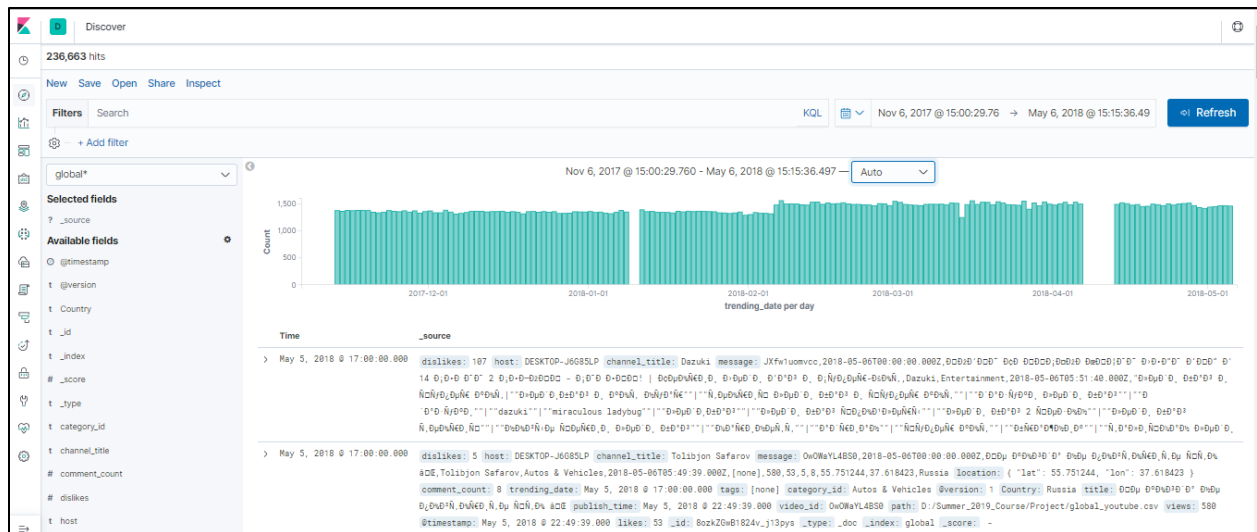 D Discover
236,663 hits
New Save Open Share Inspect
Filters Search KQL Nov 6, 2017 @ 15:00:29.76 → May 6, 2018 @ 15:15:36.49 Refresh
+ Add filter
global*
Nov 6, 2017 @ 15:00:29.760 - May 6, 2018 @ 15:15:36.497 — Auto
Selected fields
? _source
Available fields
@timestamp
t @version
t Country
t _id
t _index
# _score
t _type
t category_id
t channel_title
# comment_count
# dislikes
t host
Count
1,500
1,000
500
0
2017-12-01 2018-01-01 2018-02-01 2018-03-01 2018-04-01 2018-05-01
trending_date per day
Time _source
> May 5, 2018 @ 17:00:00.000 dislikes: 107 host: DESKTOP-J6G85LP channel_title: Dazuki message: JXfw1uomvcc,2018-05-06T00:00:00.000Z,
Dazuki,Entertainment,2018-05-06T05:51:40.000Z,
""|""dazuki""|""miraculous ladybug""|""
> May 5, 2018 @ 17:00:00.000 dislikes: 5 host: DESKTOP-J6G85LP channel_title: Tolibjon Safarov message: OwOWaYL4BS0,2018-05-06T00:00:00.000Z,
Tolibjon Safarov,Autos & Vehicles,2018-05-06T05:49:39.000Z,[none],580,53,5,8,55.751244,37.618423,Russia location: { "lat": 55.751244, "lon": 37.618423 }
comment_count: 8 trending_date: May 5, 2018 @ 17:00:00.000 tags: [none] category_id: Autos & Vehicles @version: 1 Country: Russia title:
publish_time: May 5, 2018 @ 22:49:39.000 video_id: OwOWaYL4BS0 path: D:/Summer_2019_Course/Project/global_youtube.csv views: 580
@timestamp: May 5, 2018 @ 22:49:39.000 likes: 53 _id: 8ozkZGwB1824v_j13pys _type: _doc _index: global _score: -